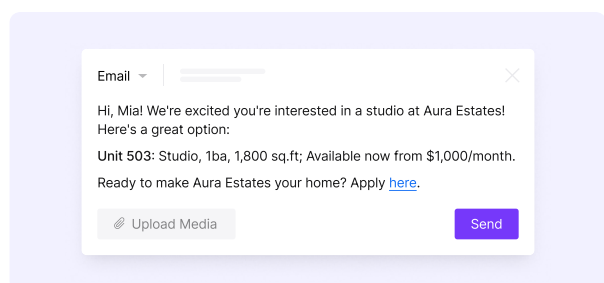 Email
Hi, Mia! We're excited you're interested in a studio at Aura Estates!
Here's a great option:
Unit 503: Studio, 1ba, 1,800 sq.ft; Available now from $1,000/month.
Ready to make Aura Estates your home? Apply here.
Upload Media
Send